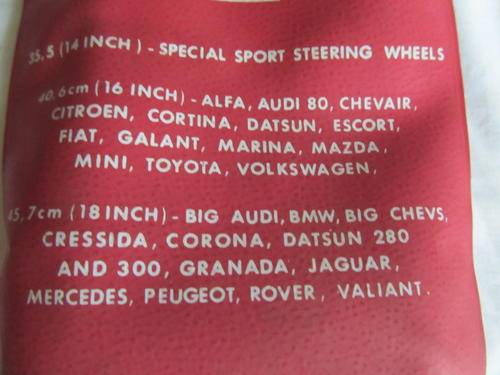 35,5 (14 INCH) - SPECIAL SPORT STEERING WHEELS
40,6cm (16 INCH) - ALFA, AUDI 80, CHEVAIR,
CITROEN, CORTINA, DATSUN, ESCORT,
FIAT, GALANT, MARINA, MAZDA,
MINI, TOYOTA, VOLKSWAGEN,
45,7cm (18 INCH) - BIG AUDI, BMW, BIG CHEVS,
CRESSIDA, CORONA, DATSUN 280
AND 300, GRANADA, JAGUAR,
MERCEDES, PEUGEOT, ROVER, VALIANT.